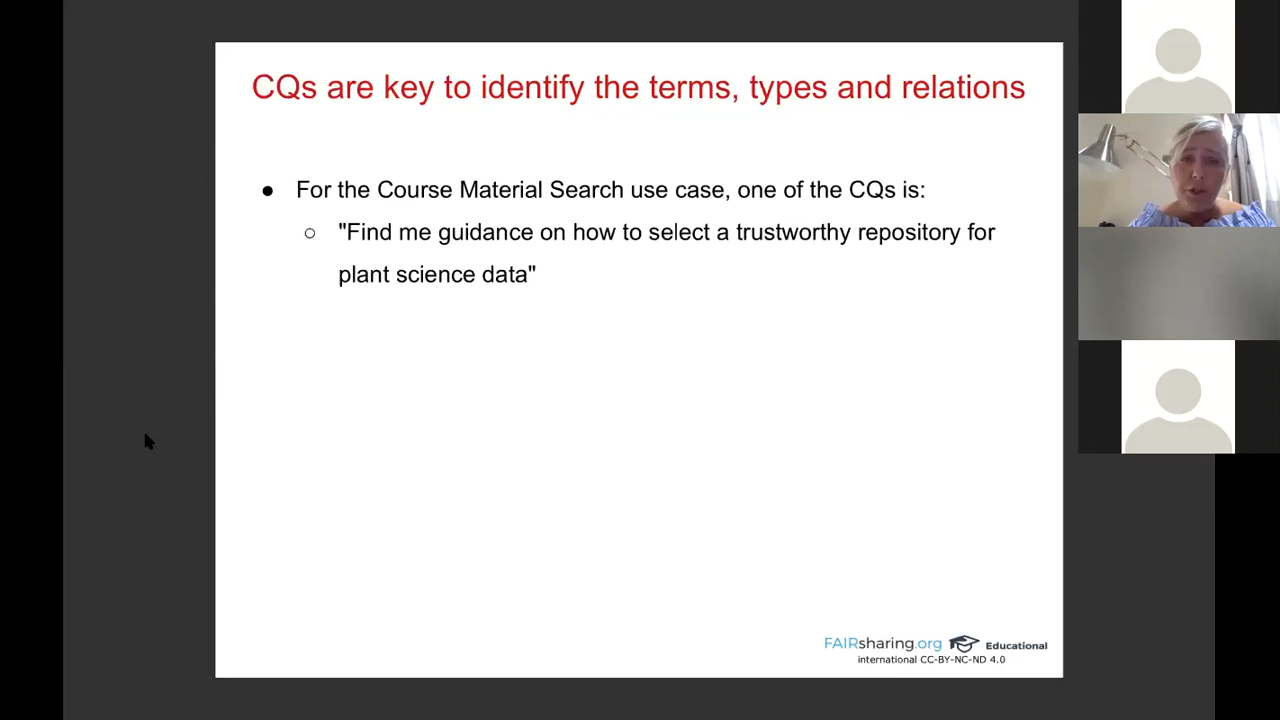 CQs are key to identify the terms, types and relations
● For the Course Material Search use case, one of the CQs is:
○ "Find me guidance on how to select a trustworthy repository for
plant science data"
FAIRsharing.org Educational
international CC-BY-NC-ND 4.0